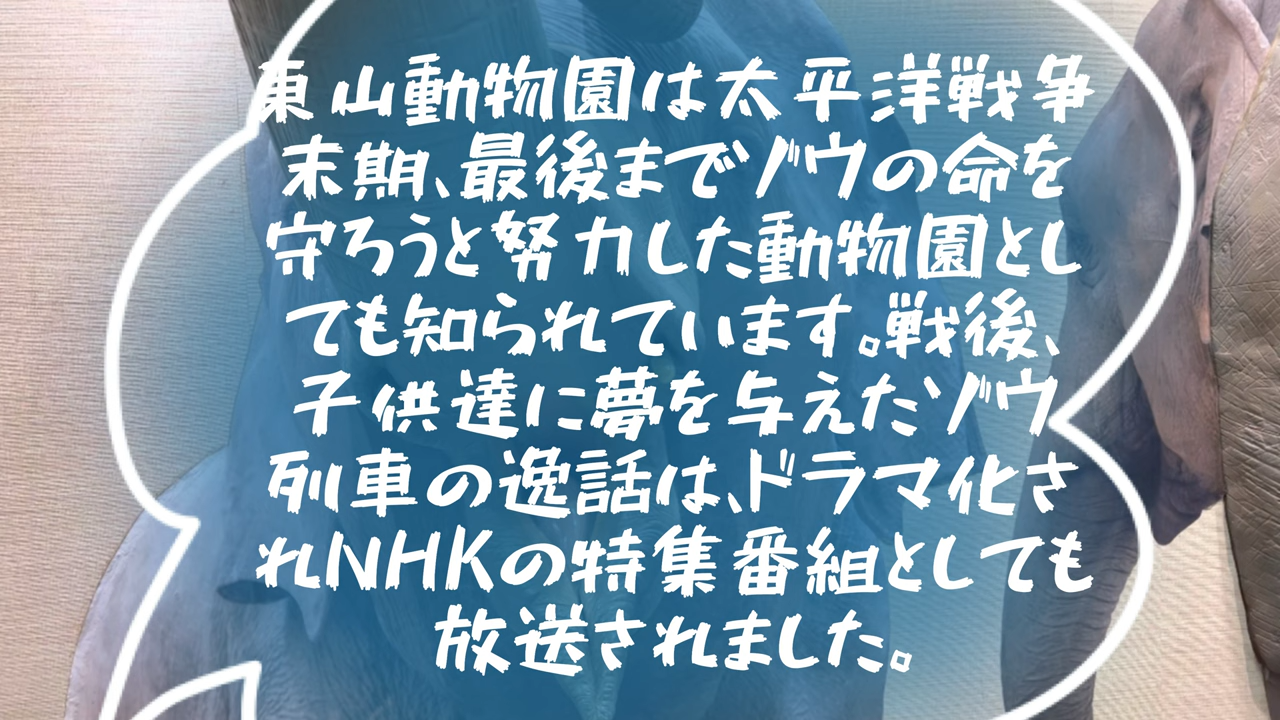 東山動物園は太平洋戦争
末期、最後までゾウの命を
守ろうと努力した動物園とし
ても知られています。戦後、
子供達に夢を与えたゾウ
列車の逸話は、ドラマ化さ
れNHKの特集番組としても
放送されました。